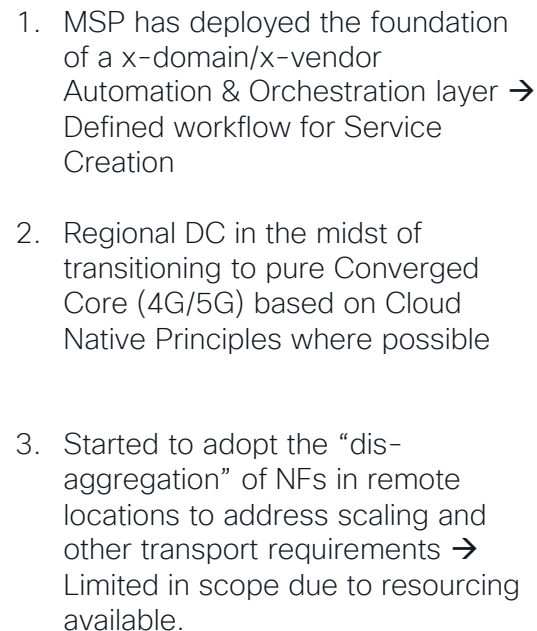 1. MSP has deployed the foundation
of a x-domain/x-vendor
Automation & Orchestration layer →
Defined workflow for Service
Creation
2. Regional DC in the midst of
transitioning to pure Converged
Core (4G/5G) based on Cloud
Native Principles where possible
3. Started to adopt the “dis-
aggregation” of NFs in remote
locations to address scaling and
other transport requirements →
Limited in scope due to resourcing
available.